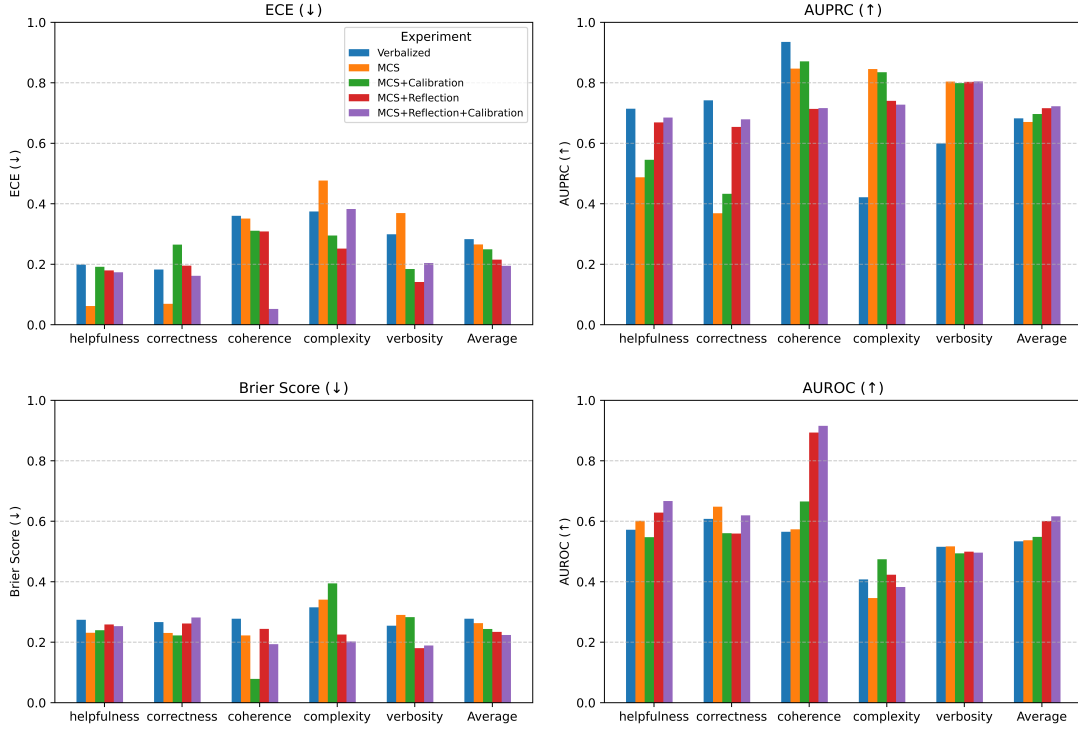 ECE (↓)
1.0
0.8
0.6
0.4
0.2
0.0
ECE (↓)
Experiment
Verbalized
MCS
MCS+Calibration
MCS+Reflection
MCS+Reflection+Calibration
helpfulness correctness coherence complexity verbosity Average
AUPRC (↑)
1.0
0.8
0.6
0.4
0.2
0.0
AUPRC (↑)
helpfulness correctness coherence complexity verbosity Average
Brier Score (↓)
1.0
0.8
0.6
0.4
0.2
0.0
Brier Score (↓)
helpfulness correctness coherence complexity verbosity Average
AUROC (↑)
1.0
0.8
0.6
0.4
0.2
0.0
AUROC (↑)
helpfulness correctness coherence complexity verbosity Average